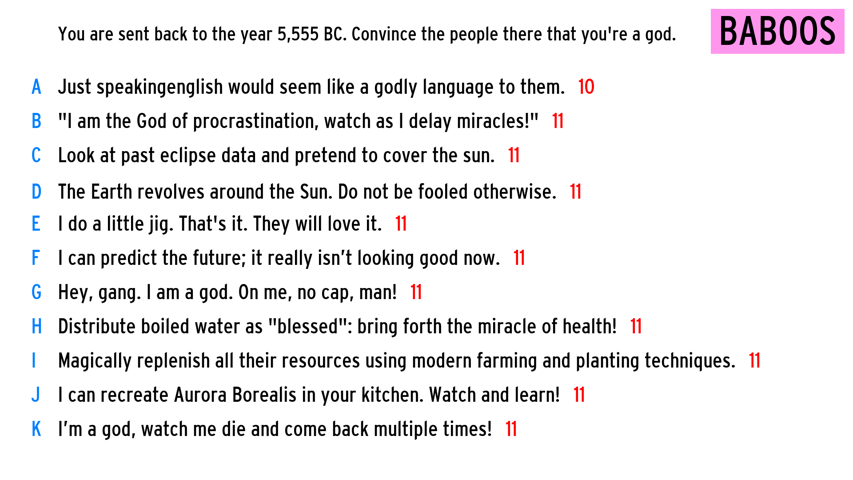 You are sent back to the year 5,555 BC. Convince the people there that you're a god.
BABOOS
A Just speakingenglish would seem like a godly language to them. 10
B "I am the God of procrastination, watch as I delay miracles!" 11
C Look at past eclipse data and pretend to cover the sun. 11
D The Earth revolves around the Sun. Do not be fooled otherwise. 11
E I do a little jig. That's it. They will love it. 11
F I can predict the future; it really isn’t looking good now. 11
G Hey, gang. I am a god. On me, no cap, man! 11
H Distribute boiled water as "blessed": bring forth the miracle of health! 11
I Magically replenish all their resources using modern farming and planting techniques. 11
J I can recreate Aurora Borealis in your kitchen. Watch and learn! 11
K I’m a god, watch me die and come back multiple times! 11